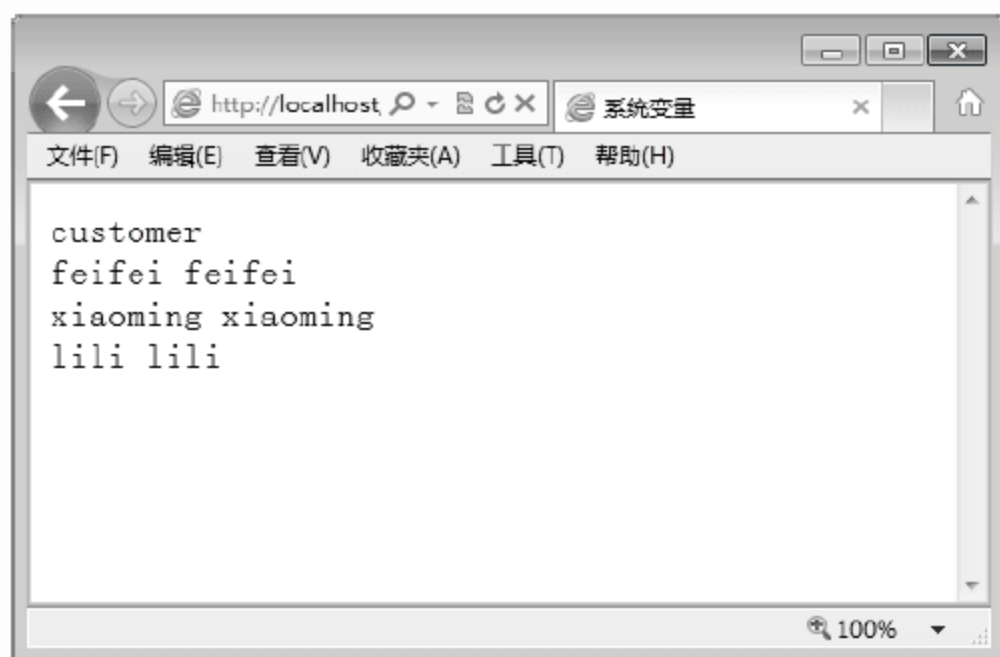 http://localhost
系统变量
文件(F) 编辑(E) 查看(V) 收藏夹(A) 工具(T) 帮助(H)
customer
feifei feifei
xiaoming xiaoming
lili lili
100%